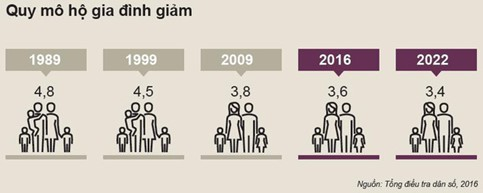 Quy mô hộ gia đình giảm
1989 1999 2009 2016 2022
4,8 4,5 3,8 3,6 3,4
Nguồn: Tổng điều tra dân số, 2016